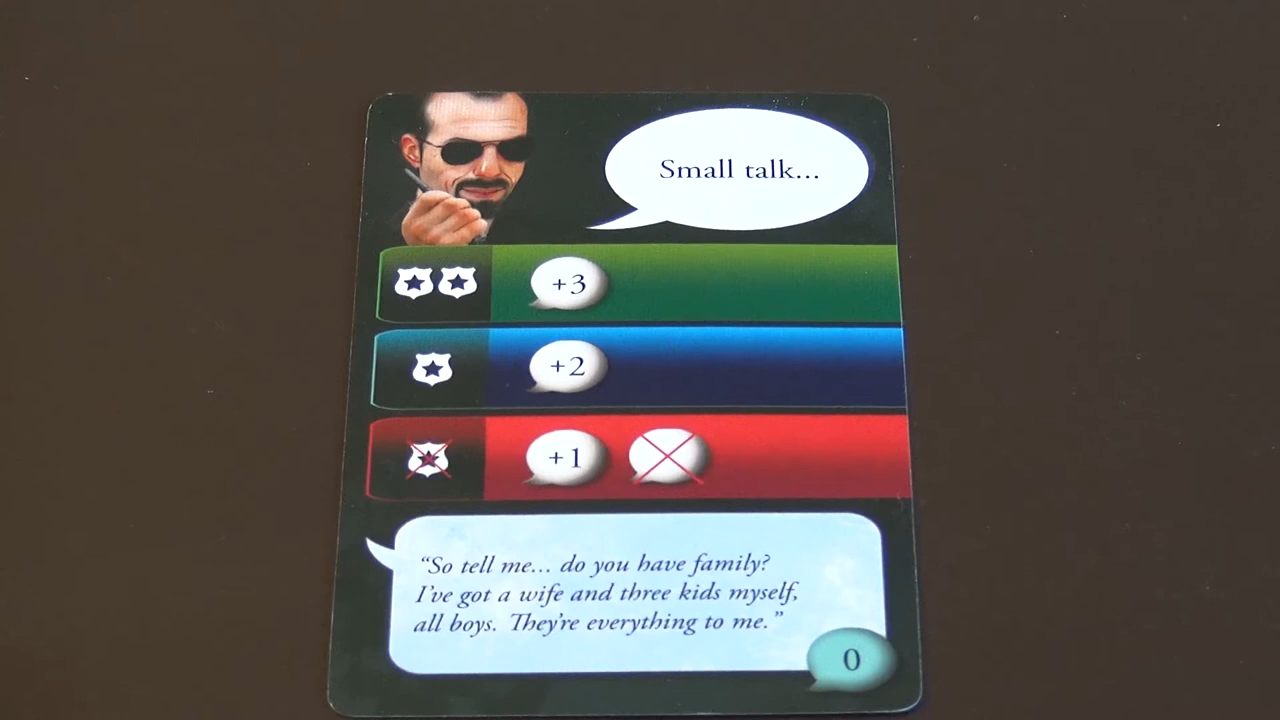 Small talk...
+3
+2
+1
“So tell me... do you have family?
I've got a wife and three kids myself,
all boys. They're everything to me.”
0